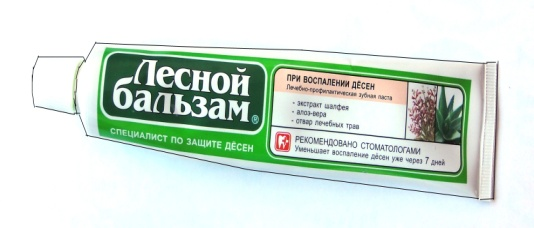 Лесной
бальзам®
СПЕЦИАЛИСТ ПО ЗАЩИТЕ ДЁСЕН
ПРИ ВОСПАЛЕНИИ ДЁСЕН
Лечебно-профилактическая зубная паста
- экстракт шалфея
- алоэ-вера
- отвар лечебных трав
РЕКОМЕНДОВАНО СТОМАТОЛОГАМИ
Уменьшает воспаление дёсен уже через 7 дней